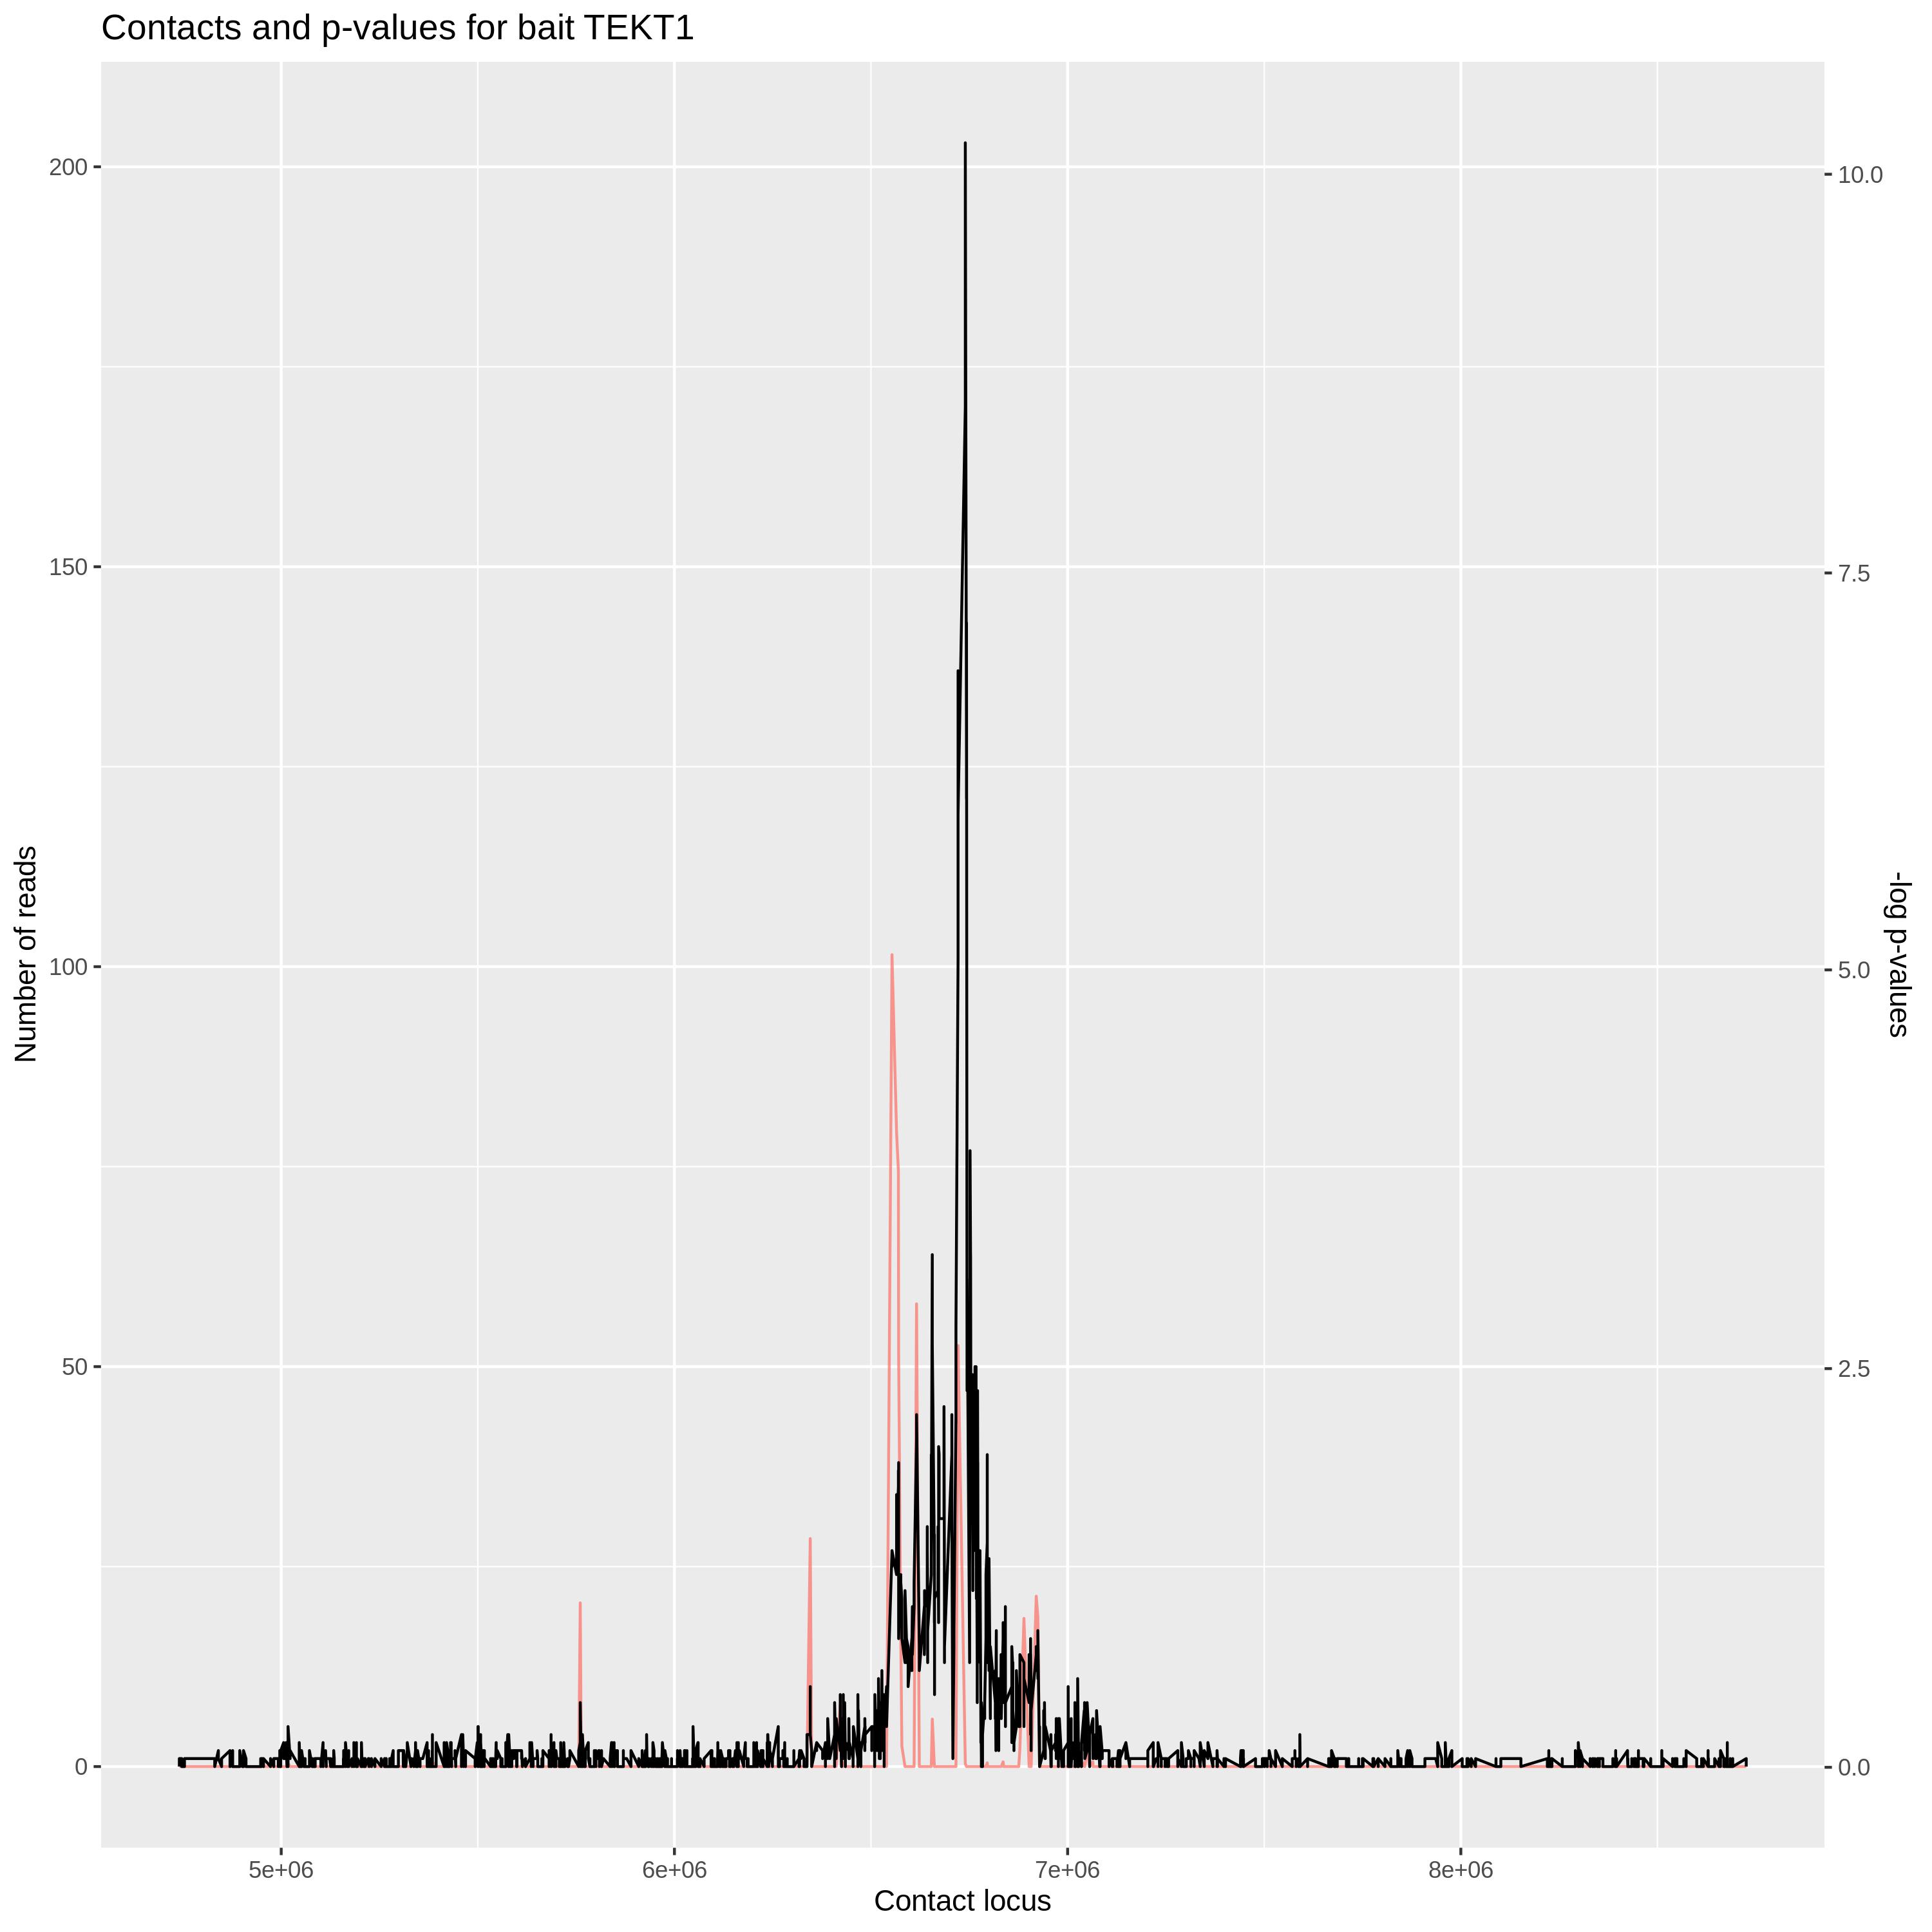 Contacts and p-values for bait TEKT1
200
150
100
50
0
Number of reads
10.0
7.5
5.0
2.5
0.0
-log p-values
5e+06
6e+06
7e+06
8e+06
Contact locus